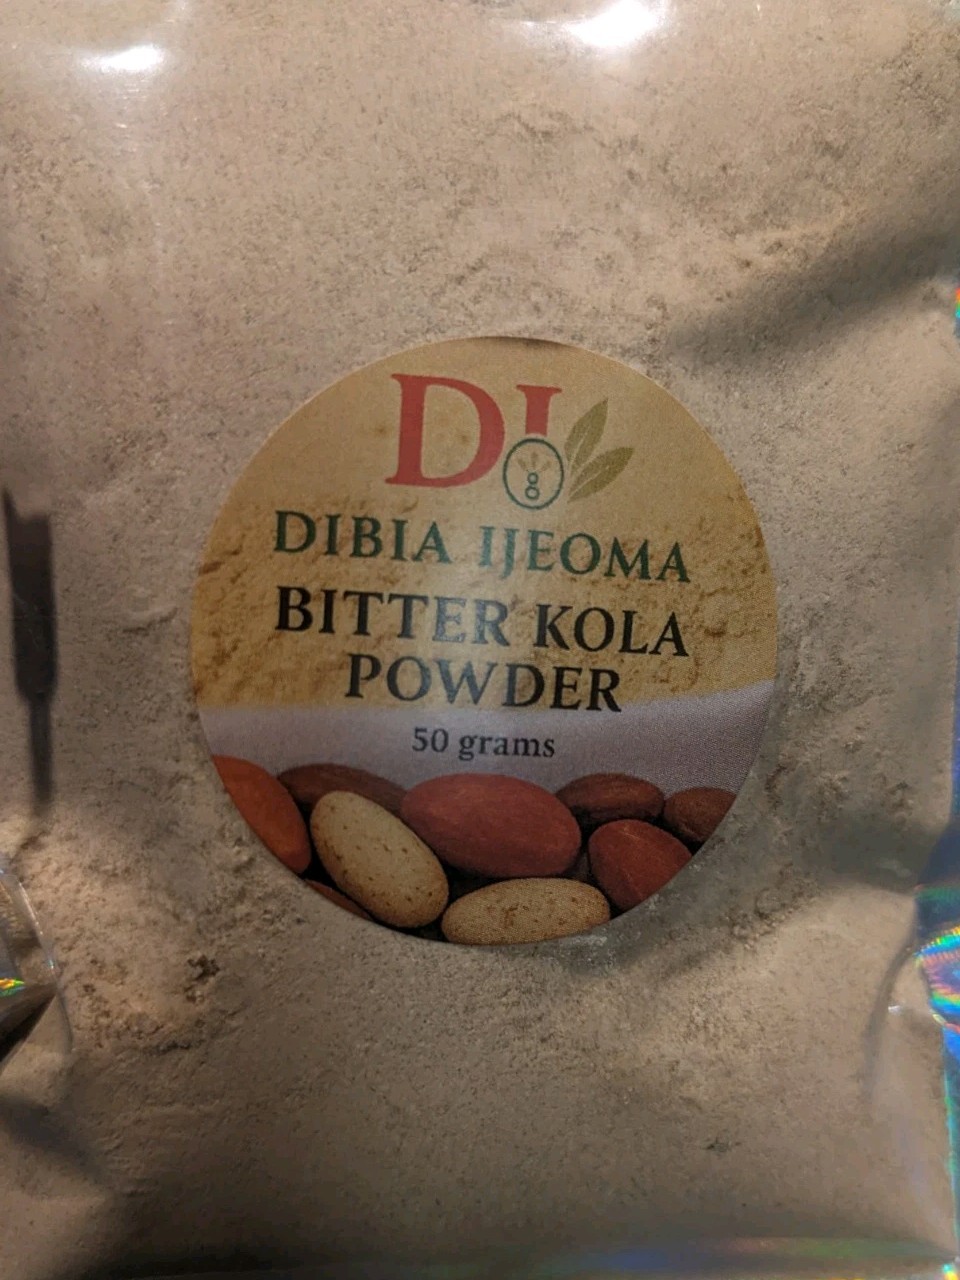 DI
DIBIA IJEOMA
BITTER KOLA
POWDER
50 grams